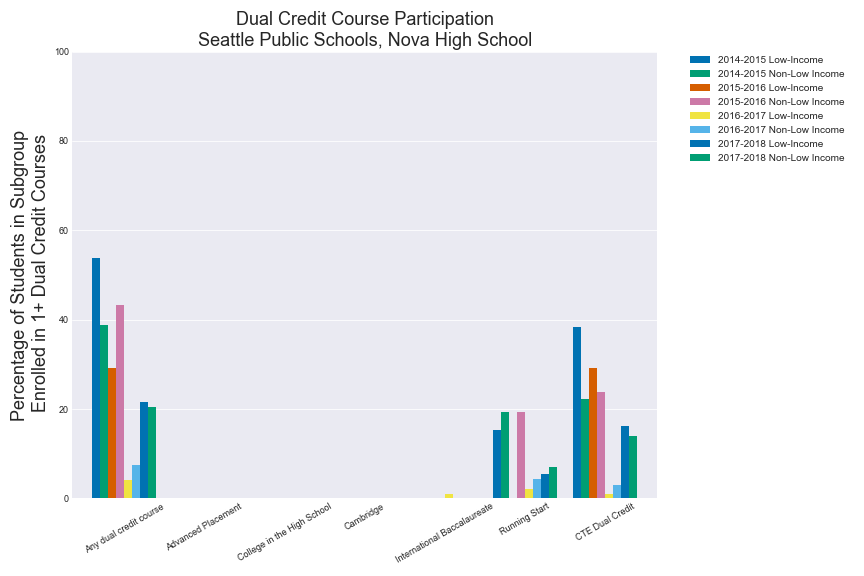 Dual Credit Course Participation
Seattle Public Schools, Nova High School
Percentage of Students in Subgroup
Enrolled in 1+ Dual Credit Courses
100
80
60
40
20
0
Any dual credit course
Advanced Placement
College in the High School
Cambridge
International Baccalaureate
Running Start
CTE Dual Credit
2014-2015 Low-Income
2014-2015 Non-Low Income
2015-2016 Low-Income
2015-2016 Non-Low Income
2016-2017 Low-Income
2016-2017 Non-Low Income
2017-2018 Low-Income
2017-2018 Non-Low Income